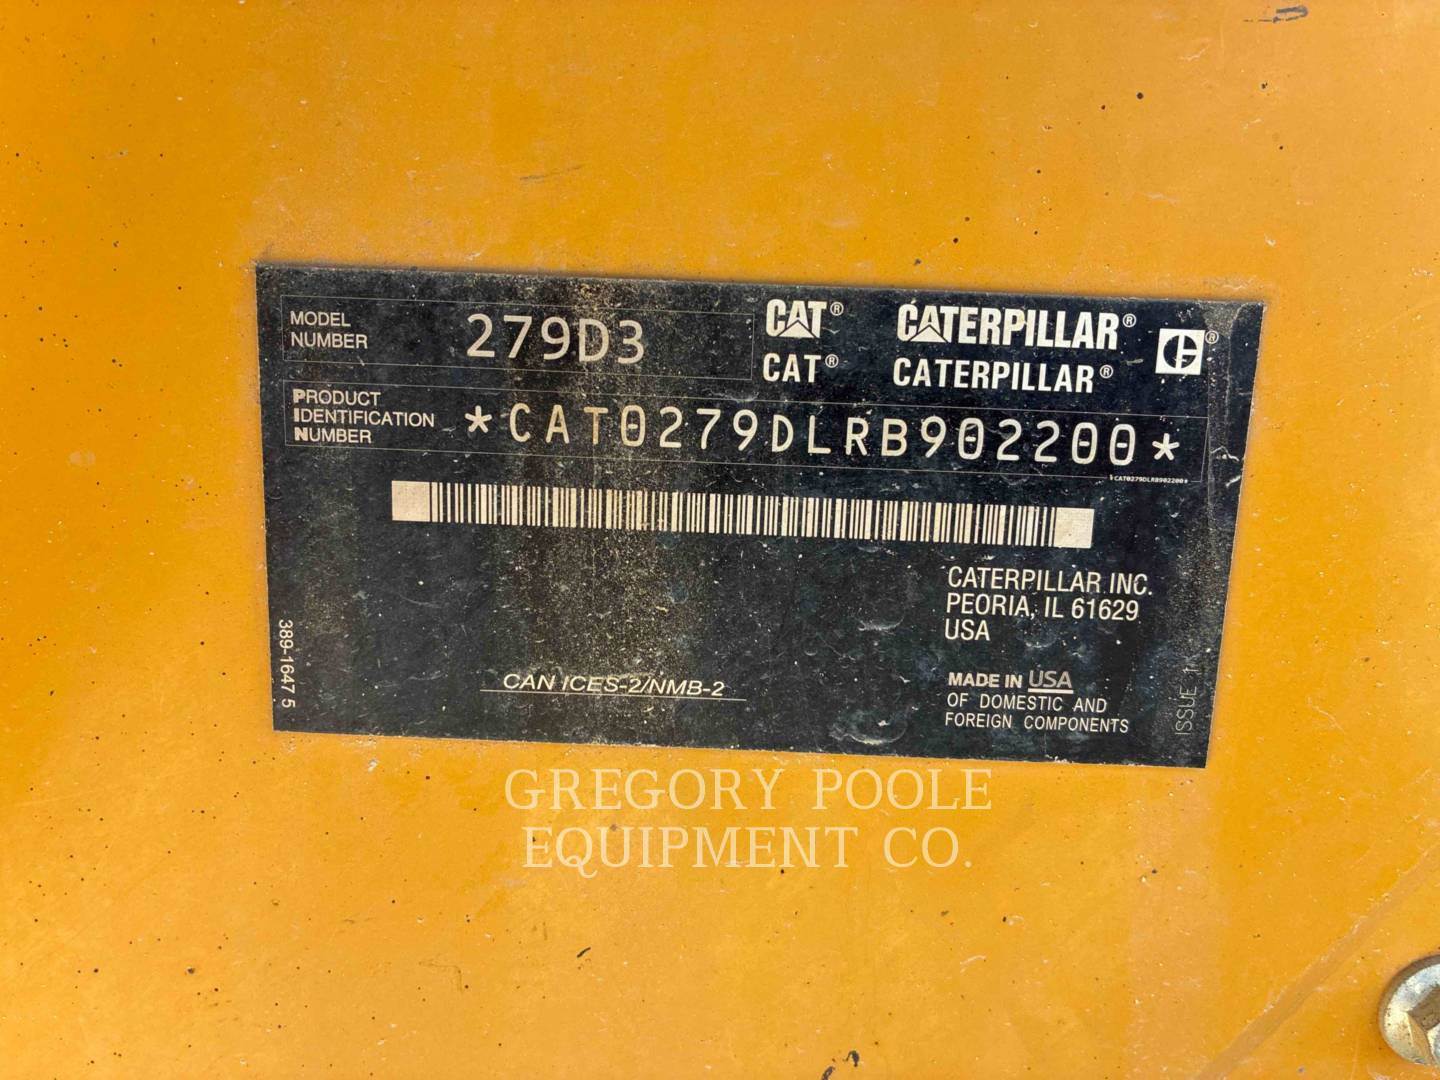 MODEL
NUMBER
279D3
CAT® CATERPILLAR®
CAT® CATERPILLAR®
PRODUCT
IDENTIFICATION
NUMBER
*CAT0279DLRB902200*
*CAT0279DLRB902200*
CATERPILLAR INC.
PEORIA, IL 61629
USA
MADE IN USA
OF DOMESTIC AND
FOREIGN COMPONENTS
CAN ICES-2/NMB-2
389-1647 5
ISSUE 11
GREGORY POOLE
EQUIPMENT CO.